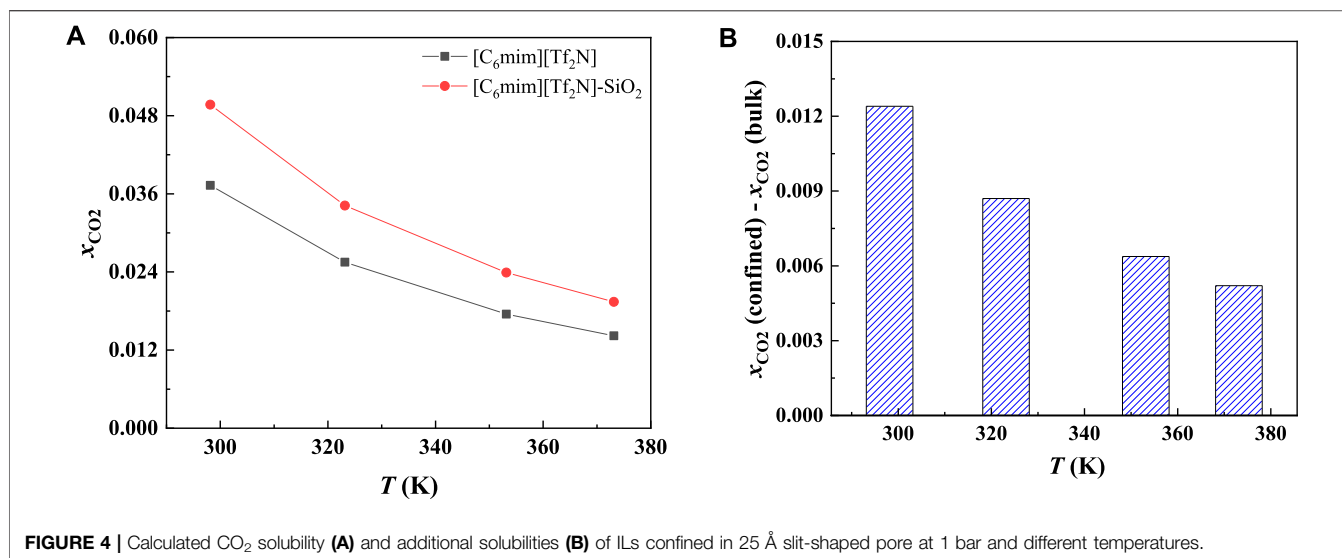 A
0.060
0.048
0.036
0.024
0.012
0.000
x_CO2
[C₆mim][Tf₂N]
[C₆mim][Tf₂N]-SiO₂
300 320 340 360 380
T (K)
B
0.015
0.012
0.009
0.006
0.003
0.000
x_CO2 (confined) - x_CO2 (bulk)
300 320 340 360 380
T (K)
FIGURE 4 | Calculated CO₂ solubility (A) and additional solubilities (B) of ILs confined in 25 Å slit-shaped pore at 1 bar and different temperatures.